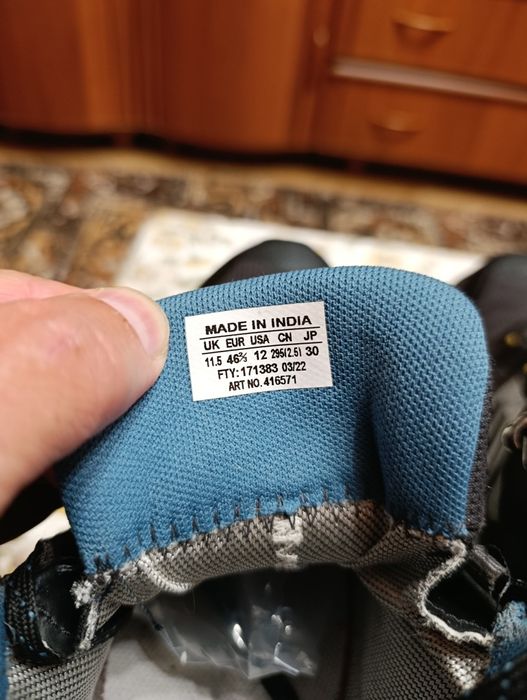 MADE IN INDIA
UK EUR USA CN JP
11.5 46⅔ 12 295(2.5) 30
FTY:171383 03/22
ART NO. 416571